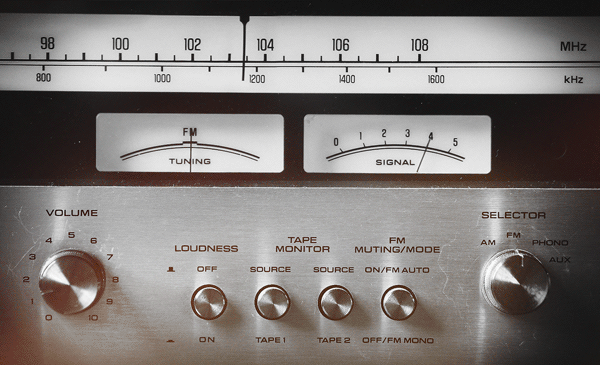 98 100 102 104 106 108 MHz
800 1000 1200 1400 1600 kHz
FM
TUNING
0 1 2 3 4 5
SIGNAL
VOLUME
0 1 2 3 4 5 6 7 8 9 10
LOUDNESS
OFF
ON
TAPE
MONITOR
SOURCE SOURCE
TAPE 1 TAPE 2
FM
MUTING/MODE
ON/FM AUTO
OFF/FM MONO
SELECTOR
AM FM PHONO
AUX